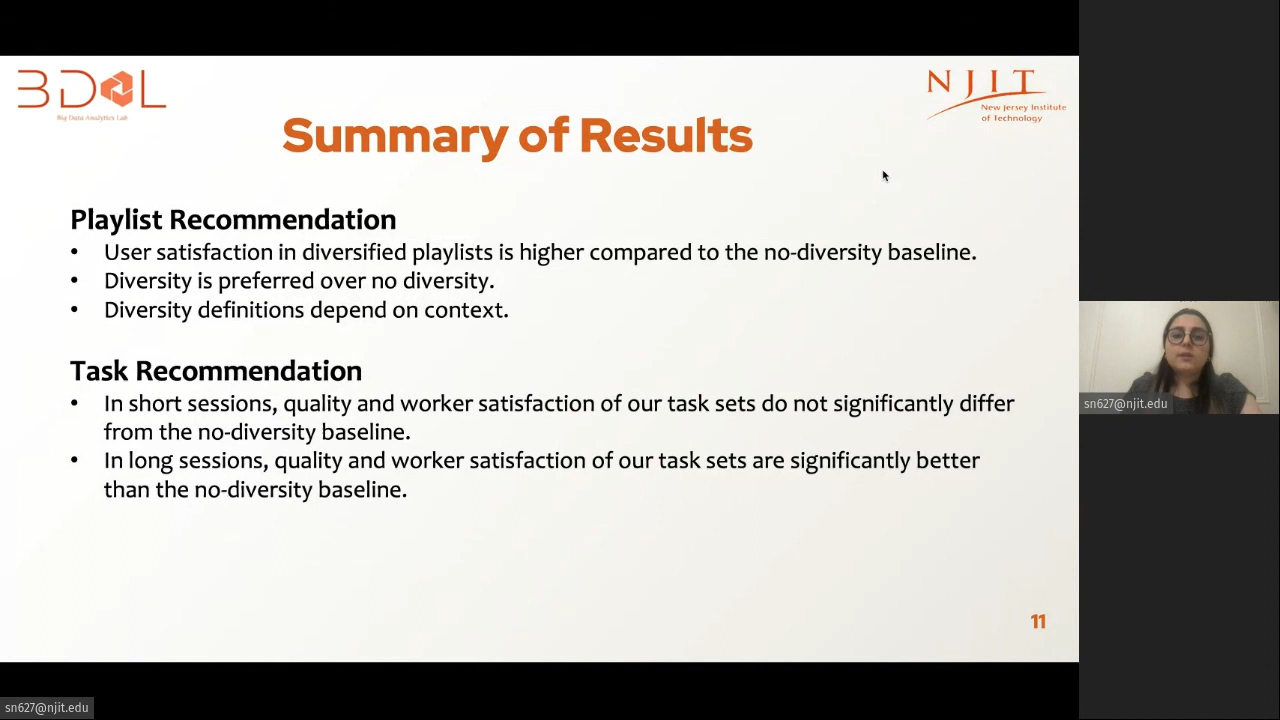 BDAL
Big Data Analytics Lab
NJIT
New Jersey Institute
of Technology
Summary of Results
Playlist Recommendation
• User satisfaction in diversified playlists is higher compared to the no-diversity baseline.
• Diversity is preferred over no diversity.
• Diversity definitions depend on context.
Task Recommendation
• In short sessions, quality and worker satisfaction of our task sets do not significantly differ
from the no-diversity baseline.
• In long sessions, quality and worker satisfaction of our task sets are significantly better
than the no-diversity baseline.
11
sn627@njit.edu
sn627@njit.edu